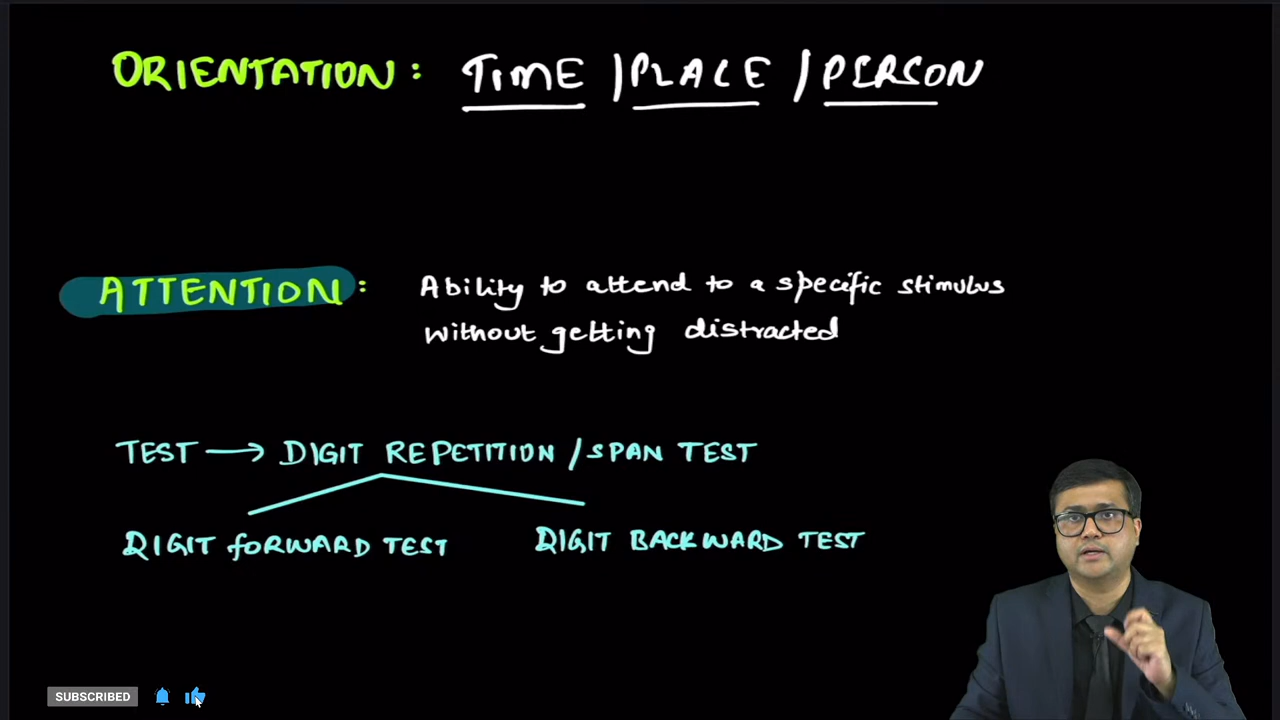 ORIENTATION : TIME / PLACE / PERSON
ATTENTION : Ability to attend to a specific stimulus
without getting distracted
TEST → DIGIT REPETITION / SPAN TEST
DIGIT FORWARD TEST DIGIT BACKWARD TEST
SUBSCRIBED